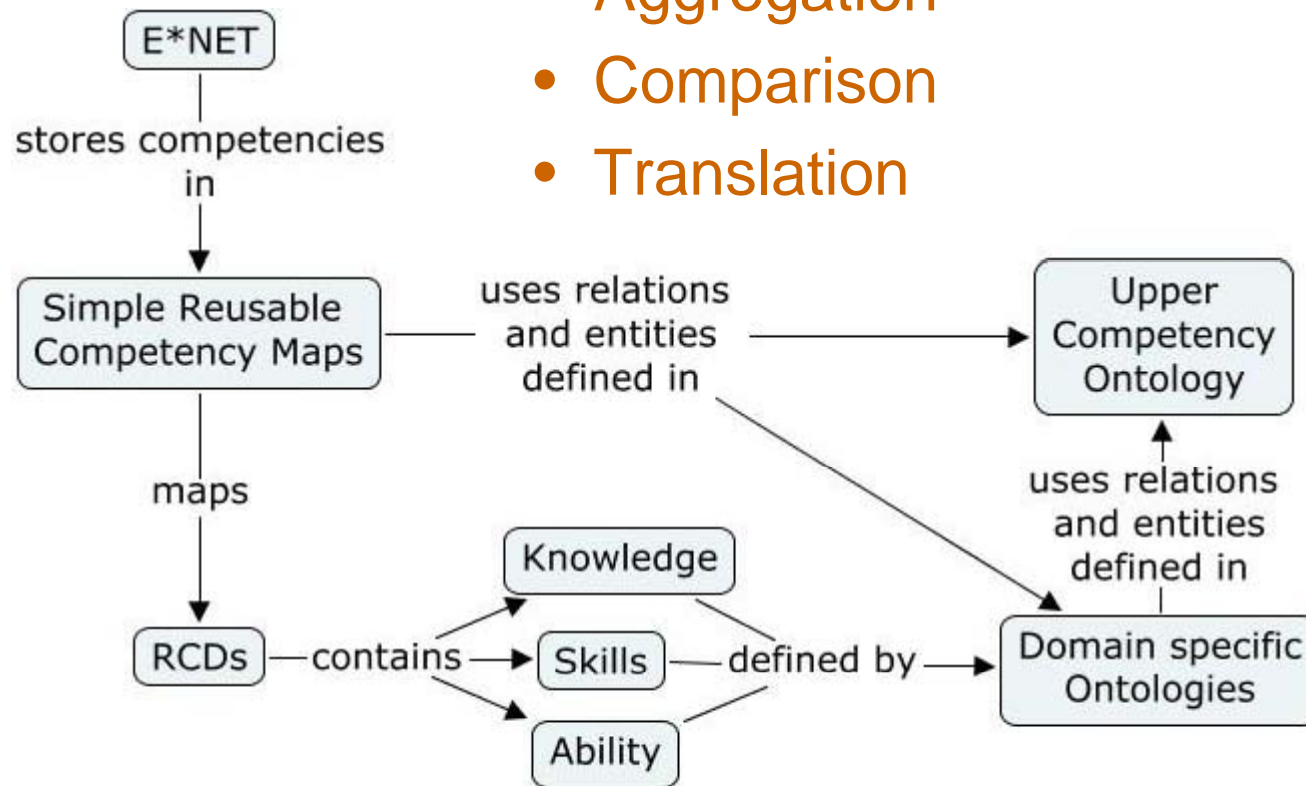 Aggregation
• Comparison
• Translation
E*NET
stores competencies
in
Simple Reusable
Competency Maps
uses relations
and entities
defined in
Upper
Competency
Ontology
maps
uses relations
and entities
defined in
Knowledge
RCDs
contains
Skills
defined by
Domain specific
Ontologies
Ability